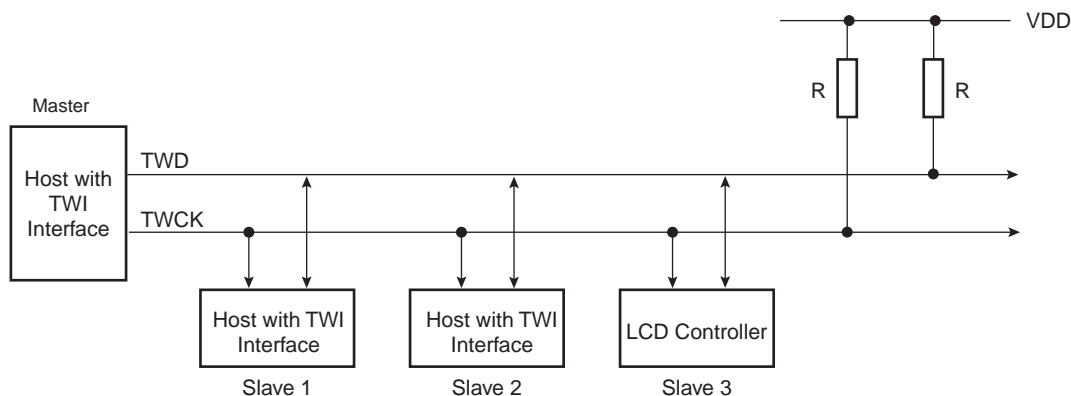 VDD
R
R
Master
Host with
TWI
Interface
TWD
TWCK
Host with TWI
Interface
Slave 1
Host with TWI
Interface
Slave 2
LCD Controller
Slave 3